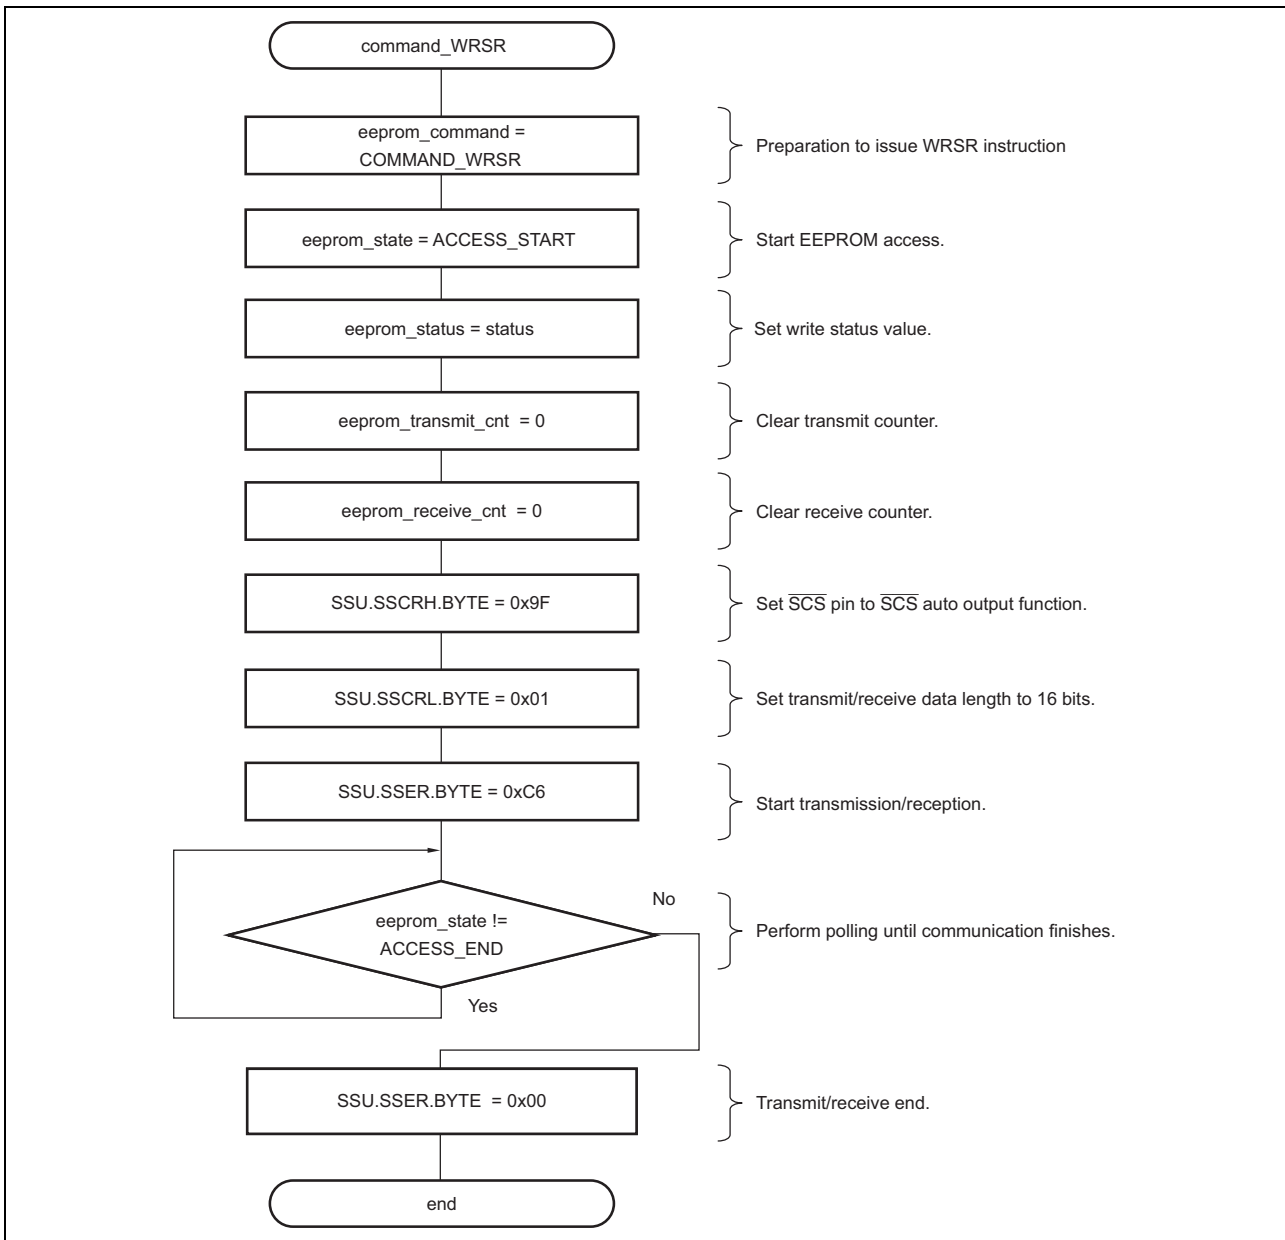 command_WRSR
eeprom_command =
COMMAND_WRSR
Preparation to issue WRSR instruction
eeprom_state = ACCESS_START
Start EEPROM access.
eeprom_status = status
Set write status value.
eeprom_transmit_cnt = 0
Clear transmit counter.
eeprom_receive_cnt = 0
Clear receive counter.
SSU.SSCRH.BYTE = 0x9F
Set SCS pin to SCS auto output function.
SSU.SSCRL.BYTE = 0x01
Set transmit/receive data length to 16 bits.
SSU.SSER.BYTE = 0xC6
Start transmission/reception.
No
eeprom_state !=
ACCESS_END
Perform polling until communication finishes.
Yes
SSU.SSER.BYTE = 0x00
Transmit/receive end.
end